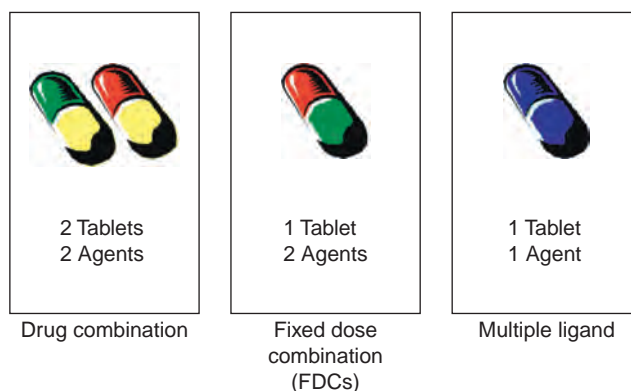 2 Tablets
2 Agents
Drug combination
1 Tablet
2 Agents
Fixed dose
combination
(FDCs)
1 Tablet
1 Agent
Multiple ligand